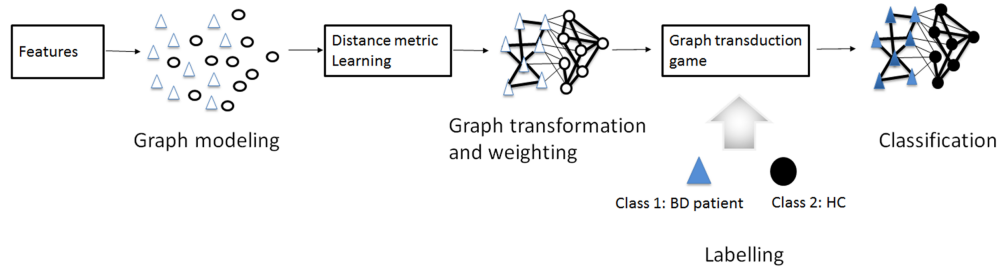 Features
Graph modeling
Distance metric
Learning
Graph transformation
and weighting
Graph transduction
game
Class 1: BD patient
Class 2: HC
Labelling
Classification